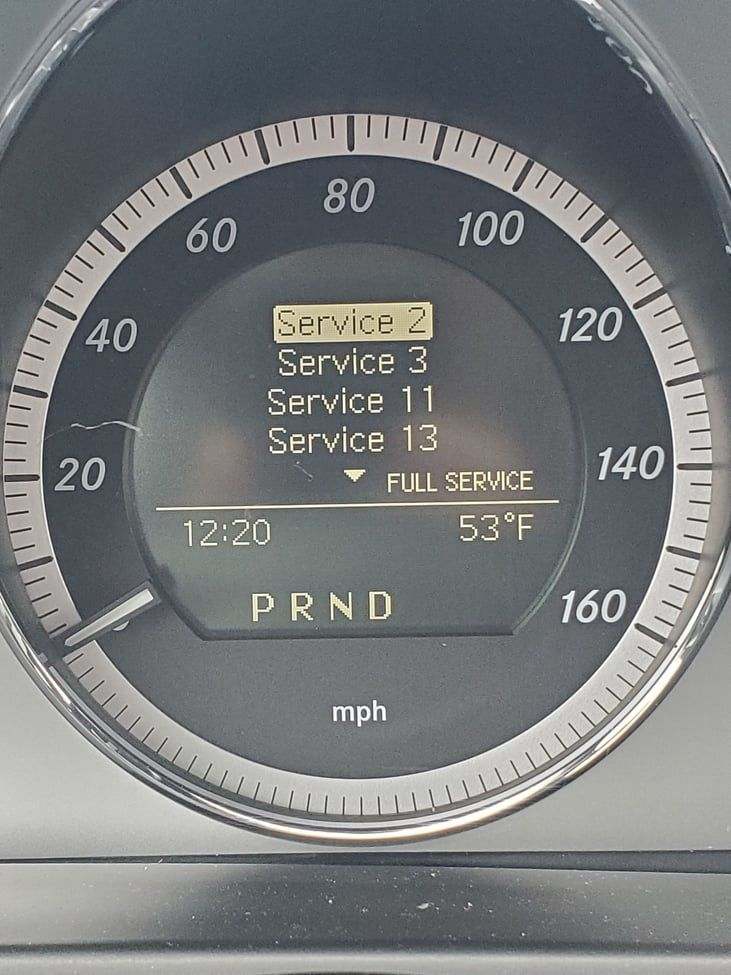 80
60
100
40
120
Service 2
Service 3
Service 11
Service 13
20
140
FULL SERVICE
12:20 53°F
P R N D
160
mph